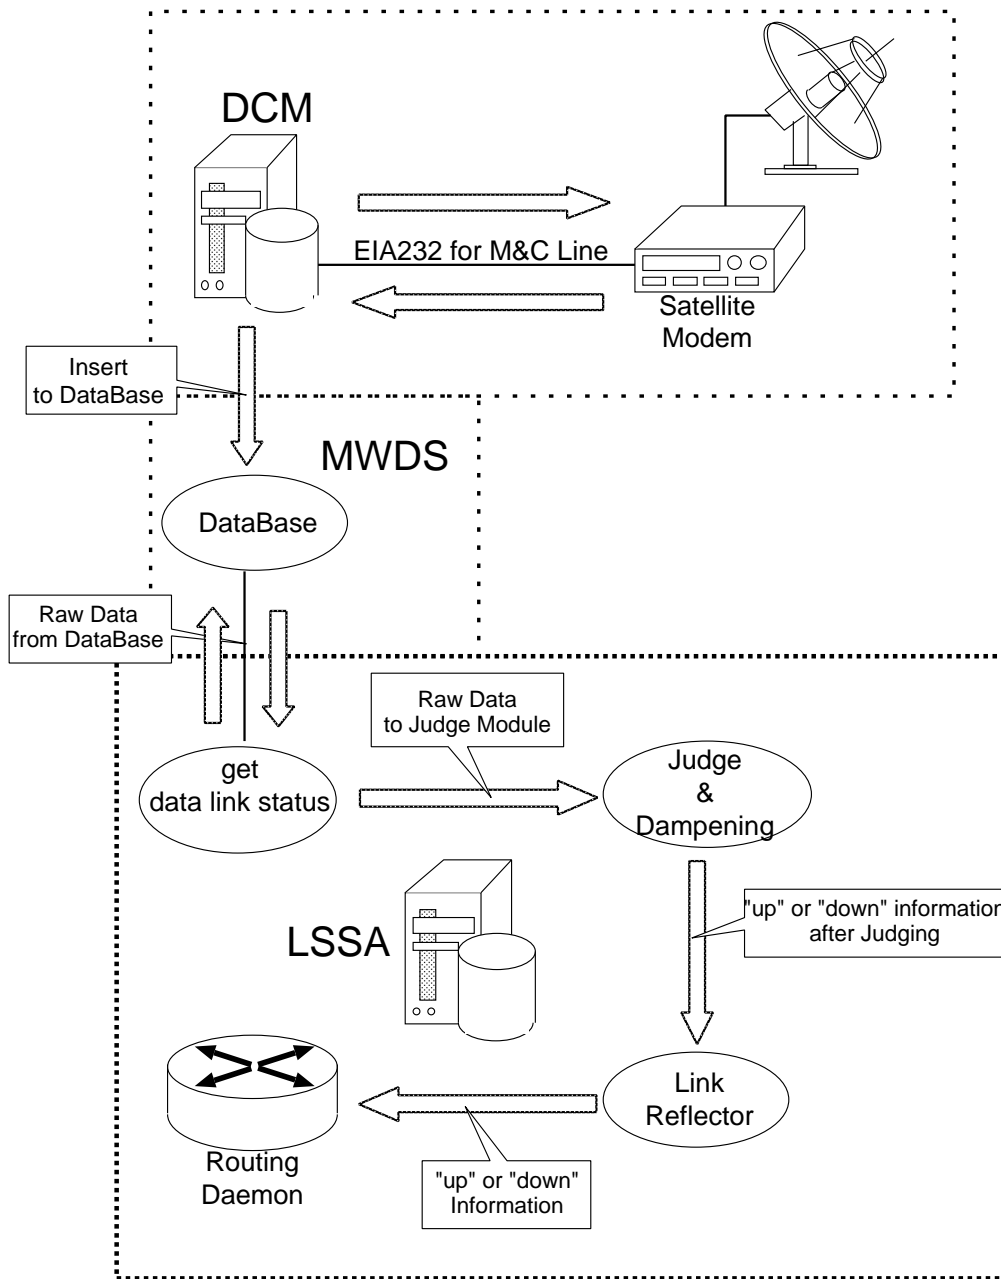 DCM
EIA232 for M&C Line
Satellite
Modem
Insert
to DataBase
MWDS
DataBase
Raw Data
from DataBase
Raw Data
to Judge Module
get
data link status
Judge
&
Dampening
LSSA
"up" or "down" information
after Judging
Link
Reflector
Routing
Daemon
"up" or "down"
Information